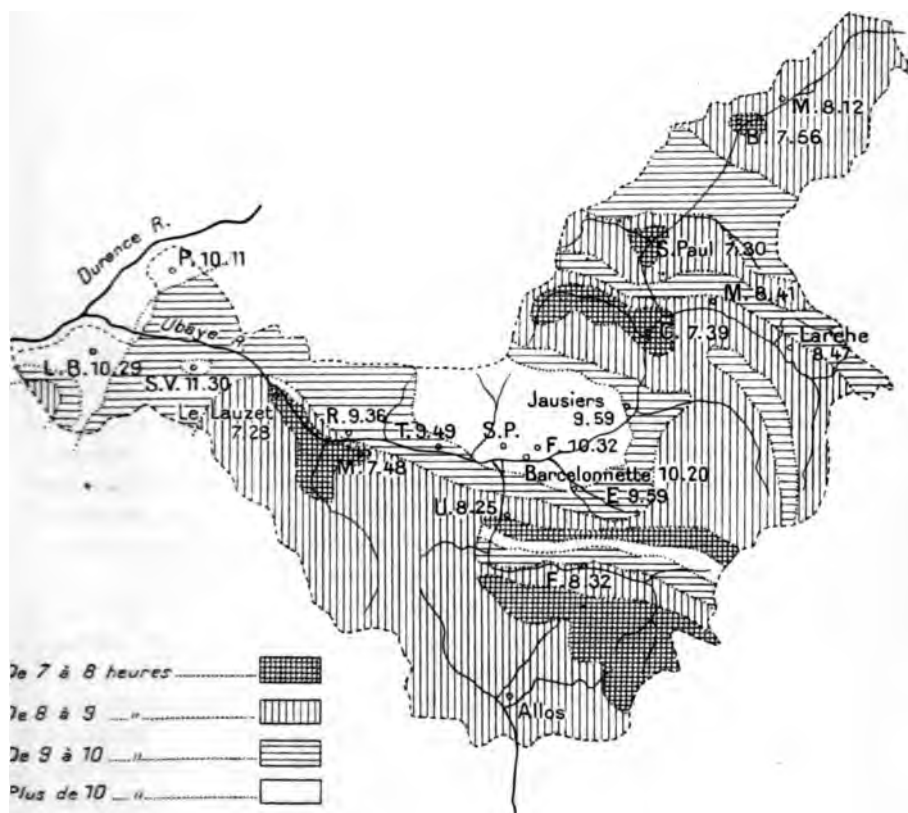 M. 8.12
B. 7.56
Durance R.
P. 10.11
S.Paul 7.30
M. 8.41
Ubaye R.
C. 7.39
Larche
8.47
L.B. 10.29
S.V. 11.30
Le Lauzet
7.23
R. 9.36
T. 9.49
S.P.
Jausiers
9.59
F. 10.32
M. 7.48
Barcelonnette 10.20
E 9.59
U. 8.25
F. 8.32
Allos
De 7 à 8 heures
De 8 à 9 "
De 9 à 10 "
Plus de 10 "